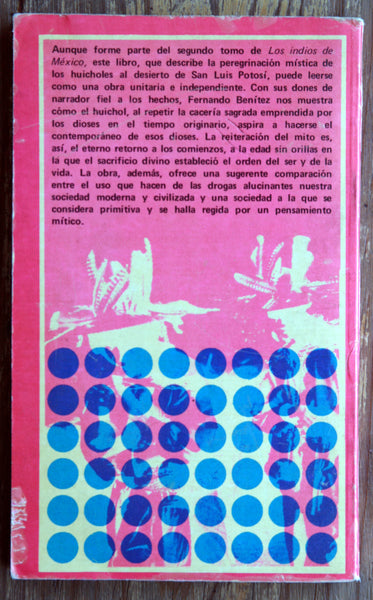 Aunque forme parte del segundo tomo de Los indios de
México, este libro, que describe la peregrinación mística de
los huicholes al desierto de San Luis Potosí, puede leerse
como una obra unitaria e independiente. Con sus dones de
narrador fiel a los hechos, Fernando Benítez nos muestra
cómo el huichol, al repetir la cacería sagrada emprendida por
los dioses en el tiempo originario, aspira a hacerse el
contemporáneo de esos dioses. La reiteración del mito es,
así, el eterno retorno a los comienzos, a la edad sin orillas en
la que el sacrificio divino estableció el orden del ser y de la
vida. La obra, además, ofrece una sugerente comparación
entre el uso que hacen de las drogas alucinantes nuestra
sociedad moderna y civilizada y una sociedad a la que se
considera primitiva y se halla regida por un pensamiento
mítico.